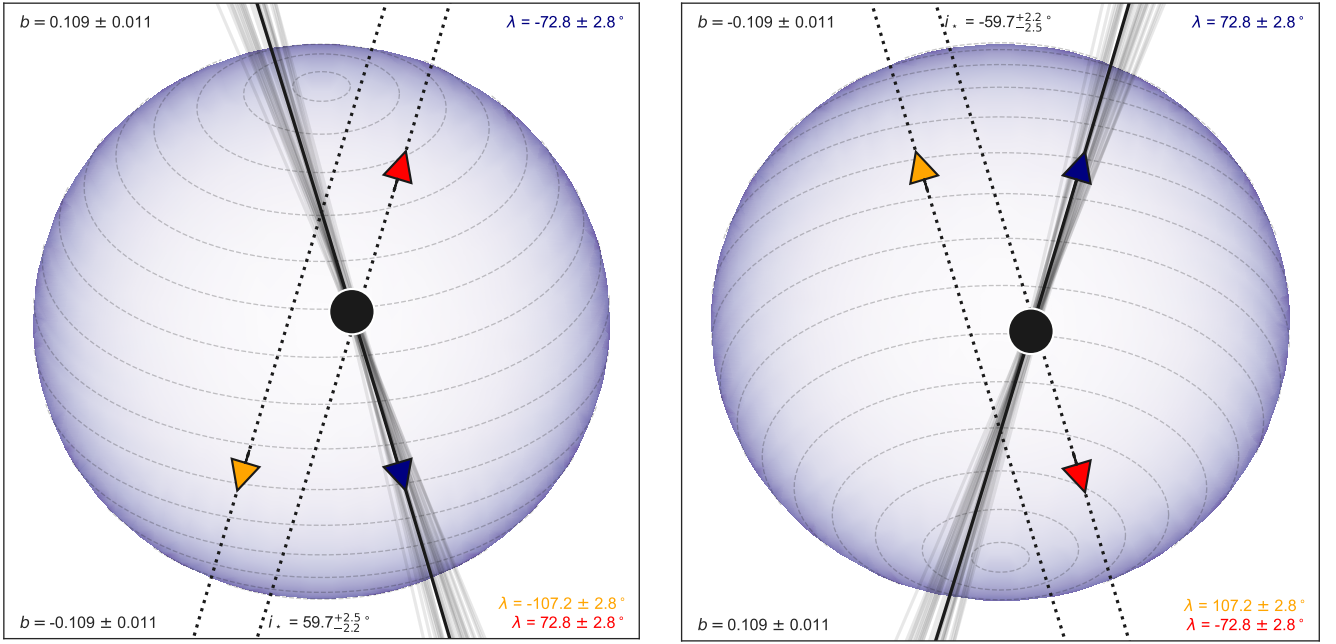 b = 0.109 ± 0.011 λ = -72.8 ± 2.8°
λ = -107.2 ± 2.8°
b = -0.109 ± 0.011 i⋆ = 59.7 +2.5 −2.2 ° λ = 72.8 ± 2.8°
b = -0.109 ± 0.011 i⋆ = -59.7 +2.2 −2.5 ° λ = 72.8 ± 2.8°
λ = 107.2 ± 2.8°
b = 0.109 ± 0.011 λ = -72.8 ± 2.8°